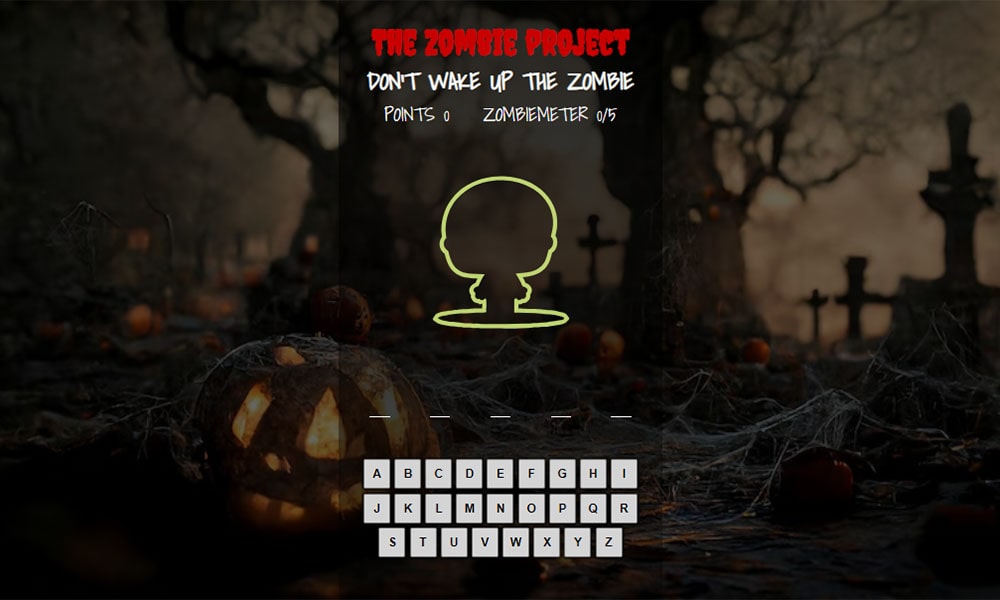 THE ZOMBIE PROJECT
DON'T WAKE UP THE ZOMBIE
POINTS 0 ZOMBIEMETER 0/5
A B C D E F G H I
J K L M N O P Q R
S T U V W X Y Z